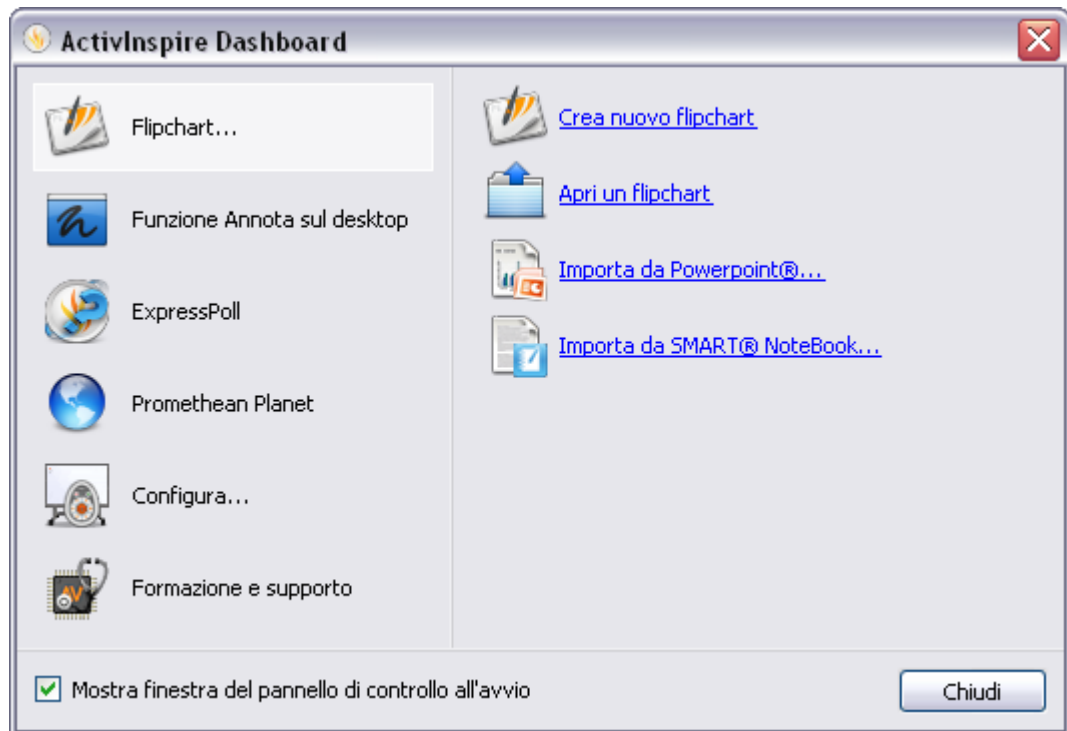 ActivInspire Dashboard
Flipchart...
Funzione Annota sul desktop
ExpressPoll
Promethean Planet
Configura...
Formazione e supporto
Crea nuovo flipchart
Apri un flipchart
Importa da Powerpoint®...
Importa da SMART® NoteBook...
Mostra finestra del pannello di controllo all'avvio
Chiudi